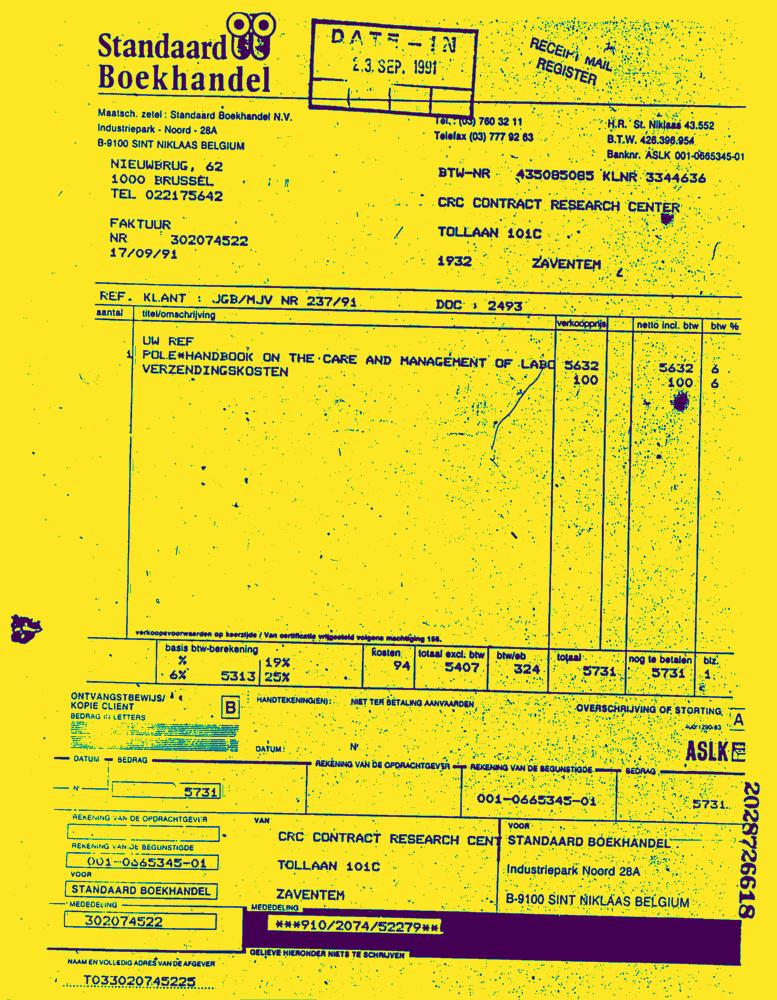 Standaard
Boekhandel
DATE-IN
23 SEP. 1991
RECEIPT MAIL
REGISTER
Maatsch. zetel : Standaard Boekhandel N.V.
Industriepark - Noord - 28A
B-9100 SINT NIKLAAS BELGIUM
Tel.: (03) 760 32 11
Telefax (03) 777 92 63
H.R. St. Niklaas 43.552
B.T.W. 426.396.954
Banknr. ASLK 001-0665345-01
NIEUWBRUG, 62
1000 BRUSSEL
TEL 022175642
BTW-NR 435085085 KLNR 3344636
CRC CONTRACT RESEARCH CENTER
TOLLAAN 101C
1932 ZAVENTEM
FAKTUUR
NR 302074522
17/09/91
REF. KLANT : JGB/MJV NR 237/91 DOC : 2493
aantal titel/omschrijving verkoopprijs netto incl. btw btw %
UW REF
1 POLE*HANDBOOK ON THE CARE AND MANAGEMENT OF LABO 5632 5632 6
VERZENDINGSKOSTEN 100 100 6
verkoopsvoorwaarden op keerzijde / Van certificatie vrijgesteld volgens machtiging 156.
basis btw-berekening kosten totaal excl. btw btw/eb totaal nog te betalen blz.
% 19% 94 5407 324 5731 5731 1
6% 5313 25%
ONTVANGSTBEWIJS/
KOPIE CLIENT
BEDRAG IN LETTERS
B
HANDTEKENING(EN): NIET TER BETALING AANVAARDEN
OVERSCHRIJVING OF STORTING
A
DATUM: N'
ASLK
DATUM BEDRAG
REKENING VAN DE OPDRACHTGEVER REKENING VAN DE BEGUNSTIGDE BEDRAG
N' 5731
001-0665345-01 5731
REKENING VAN DE OPDRACHTGEVER
VAN
VOOR
CRC CONTRACT RESEARCH CENT
STANDAARD BOEKHANDEL
REKENING VAN DE BEGUNSTIGDE
001-0665345-01
TOLLAAN 101C
Industriepark Noord 28A
VOOR
STANDAARD BOEKHANDEL
ZAVENTEM
B-9100 SINT NIKLAAS BELGIUM
MEDEDELING
302074522
MEDEDELING
***910/2074/52279**
GELIEVE HIERONDER NIETS TE SCHRIJVEN
NAAM EN VOLLEDIG ADRES VAN DE AFGEVER
T033020745225
2028726618